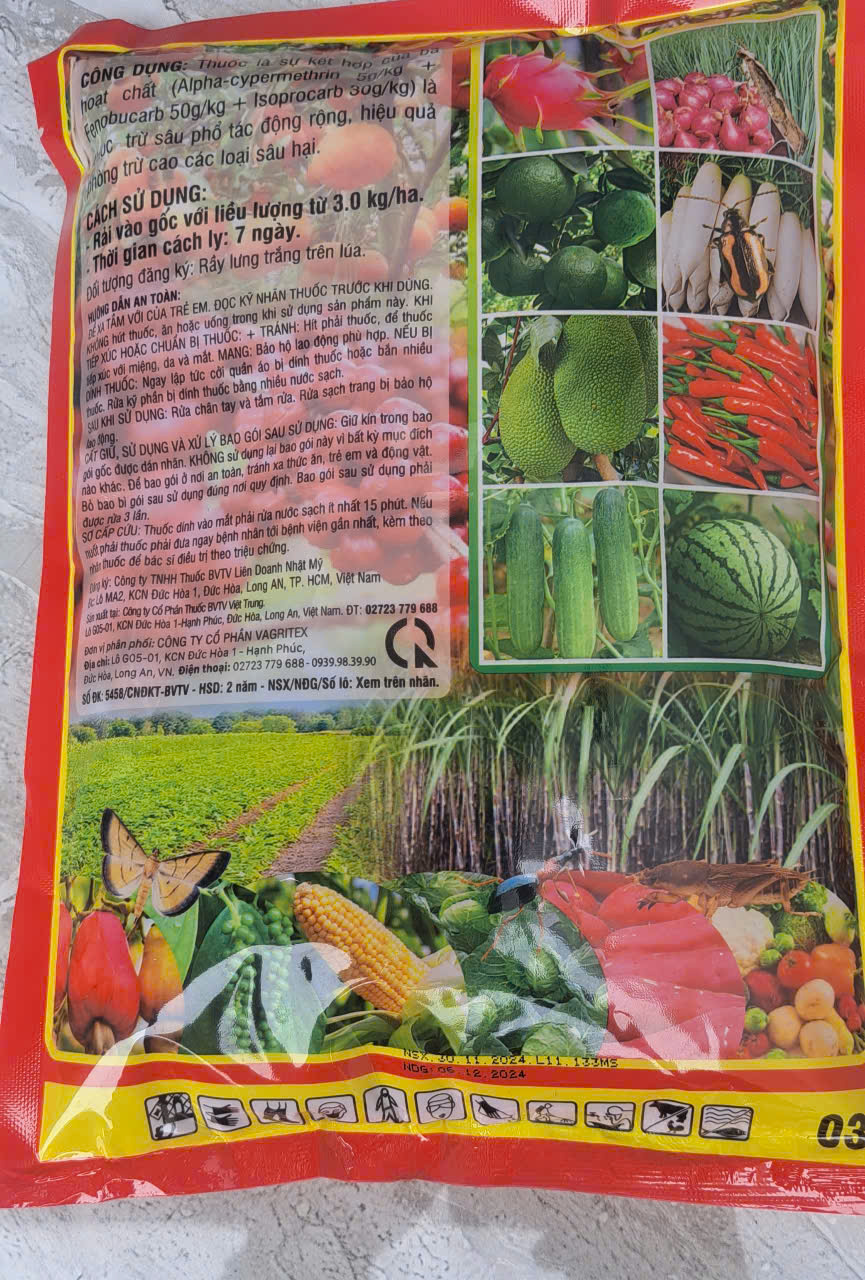 CÔNG DỤNG: Thuốc là sự kết hợp của ba
hoạt chất (Alpha-cypermethrin 5g/kg +
Fenobucarb 50g/kg + Isoprocarb 30g/kg) là
trừ sâu phổ tác động rộng, hiệu quả
phòng trừ cao các loại sâu hại.
CÁCH SỬ DỤNG:
- Rải vào gốc với liều lượng từ 3.0 kg/ha.
- Thời gian cách ly: 7 ngày.
Đối tượng đăng ký: Rầy lưng trắng trên lúa.
HƯỚNG DẪN AN TOÀN:
ĐỂ XA TẦM VỚI CỦA TRẺ EM. ĐỌC KỸ NHÃN THUỐC TRƯỚC KHI DÙNG.
KHÔNG hút thuốc, ăn hoặc uống trong khi sử dụng sản phẩm này. KHI
TIẾP XÚC HOẶC CHUẨN BỊ THUỐC: + TRÁNH: Hít phải thuốc, để thuốc
tiếp xúc với miệng, da và mắt. MANG: Bảo hộ lao động phù hợp. NẾU BỊ
DÍNH THUỐC: Ngay lập tức cởi quần áo bị dính thuốc hoặc bắn nhiều
thuốc. Rửa kỹ phần bị dính thuốc bằng nhiều nước sạch.
SAU KHI SỬ DỤNG: Rửa chân tay và tắm rửa. Rửa sạch trang bị bảo hộ
lao động.
CẤT GIỮ, SỬ DỤNG VÀ XỬ LÝ BAO GÓI SAU SỬ DỤNG: Giữ kín trong bao
gói gốc được dán nhãn. KHÔNG sử dụng lại bao gói này vì bất kỳ mục đích
nào khác. Để bao gói ở nơi an toàn, tránh xa thức ăn, trẻ em và động vật.
Bỏ bao bì gói sau sử dụng đúng nơi quy định. Bao gói sau sử dụng phải
được rửa 3 lần.
SƠ CẤP CỨU: Thuốc dính vào mắt phải rửa nước sạch ít nhất 15 phút. Nếu
nuốt phải thuốc phải đưa ngay bệnh nhân tới bệnh viện gần nhất, kèm theo
nhãn thuốc để bác sĩ điều trị theo triệu chứng.
Đăng ký: Công ty TNHH Thuốc BVTV Liên Doanh Nhật Mỹ
Đc: Lô MA2, KCN Đức Hòa 1, Đức Hòa, Long AN, TP. HCM, Việt Nam
Sản xuất tại: Công ty Cổ Phần Thuốc BVTV Việt Trung.
Lô G05-01, KCN Đức Hòa 1-Hạnh Phúc, Đức Hòa, Long An, Việt Nam. ĐT: 02723 779 688
Đơn vị phân phối: CÔNG TY CỔ PHẦN VAGRITEX
Địa chỉ: Lô G05-01, KCN Đức Hòa 1 - Hạnh Phúc,
Đức Hòa, Long An, VN. Điện thoại: 02723 779 688 - 0939.98.39.90
SỐ ĐK: 5458/CNĐKT-BVTV - HSD: 2 năm - NSX/NĐG/Số lô: Xem trên nhãn.
NSX. 30.11.2024.L11.133MS
NDG: 06.12.2024
03